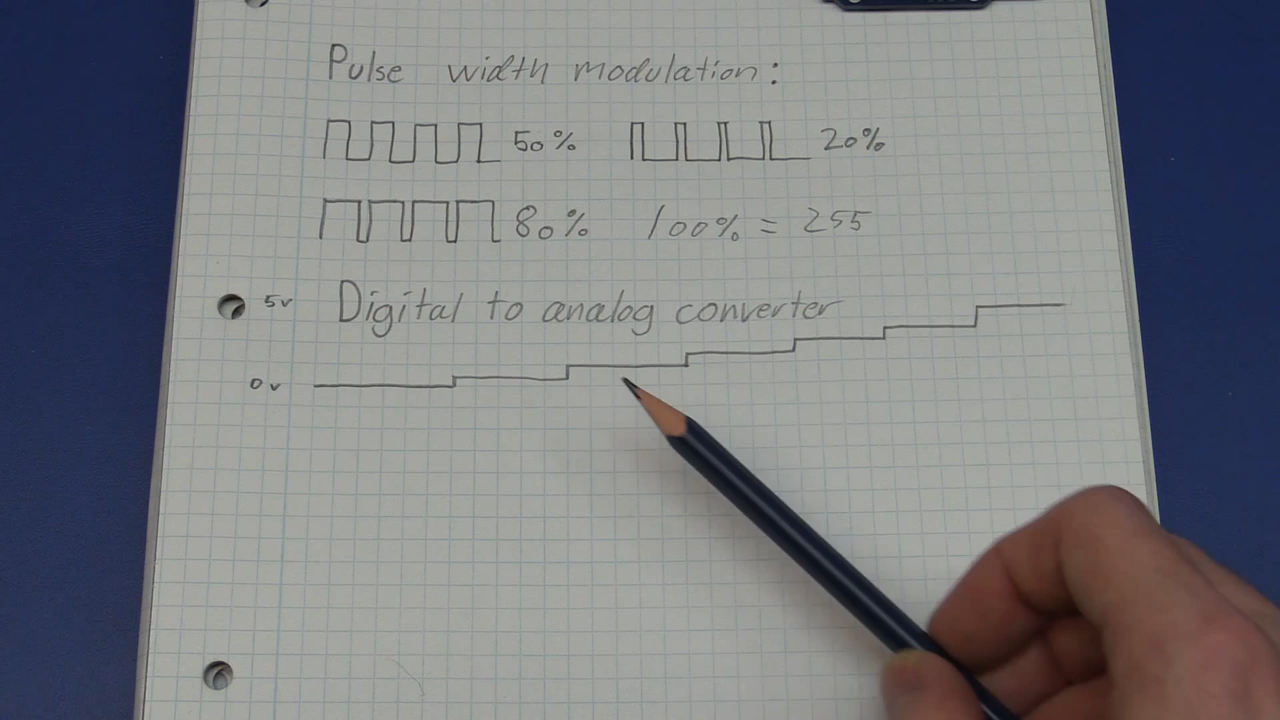 Pulse width modulation:
50% 20%
80% 100% = 255
5v Digital to analog converter
0v